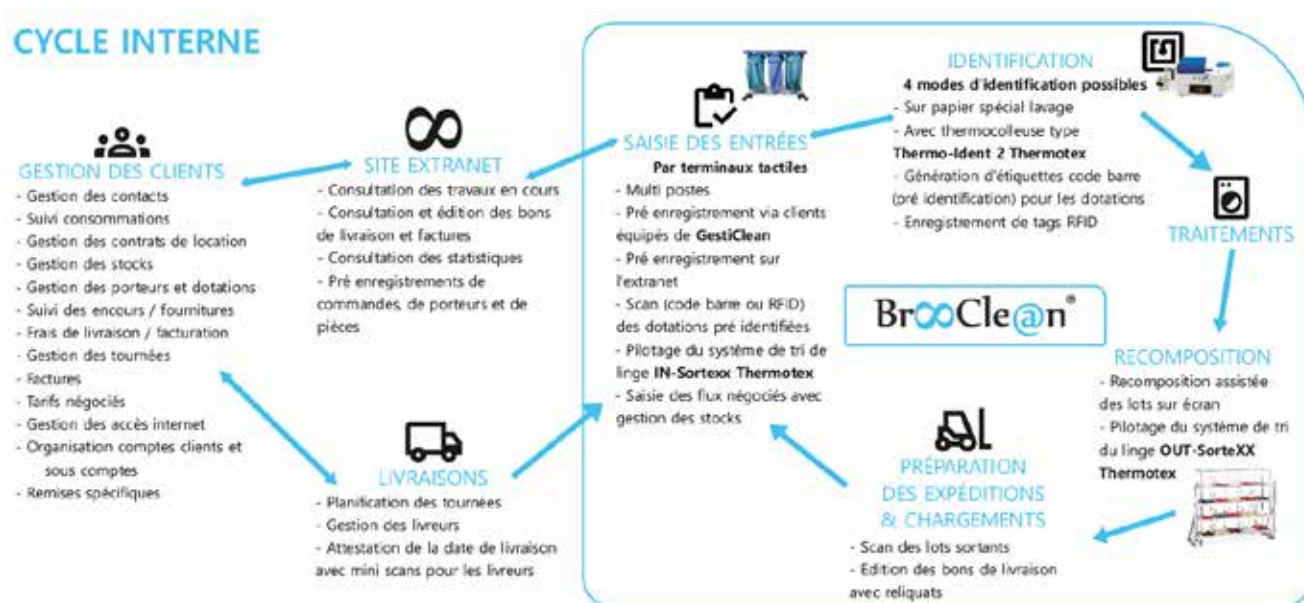 CYCLE INTERNE
GESTION DES CLIENTS
- Gestion des contacts
- Suivi consommations
- Gestion des contrats de location
- Gestion des stocks
- Gestion des porteurs et dotations
- Suivi des encours / fournitures
- Frais de livraison / facturation
- Gestion des tournées
- Factures
- Tarifs négociés
- Gestion des accès internet
- Organisation comptes clients et
sous comptes
- Remises spécifiques
SITE EXTRANET
- Consultation des travaux en cours
- Consultation et édition des bons
de livraison et factures
- Consultation des statistiques
- Pré enregistrements de
commandes, de porteurs et de
pièces
LIVRAISONS
- Planification des tournees
- Gestion des livreurs
- Attestation de la date de livraison
avec mini scans pour les livreurs
SAISIE DES ENTRÉES
Par terminaux tactiles
- Multi postes
- Pré enregistrement via clients
équipés de GestiClean
- Pré enregistrement sur
l'extranet
- Scan (code barre ou RFID)
des dotations pré identifiées
- Pilotage du système de tri de
linge IN-Sortexx Thermotex
- Saisie des flux négociés avec
gestion des stocks
IDENTIFICATION
4 modes d'identification possibles
- Sur papier spécial lavage
- Avec thermocolleuse type
Thermo-Ident 2 Thermotex
- Génération d'étiquettes code barre
(pré identification) pour les dotations
- Enregistrement de tags RFID
TRAITEMENTS
BrooCle@n®
RECOMPOSITION
- Recomposition assistée
des lots sur écran
- Pilotage du système de tri
du linge OUT-SorteXX
Thermotex
PRÉPARATION
DES EXPÉDITIONS
& CHARGEMENTS
- Scan des lots sortants
- Edition des bons de livraison
avec reliquats